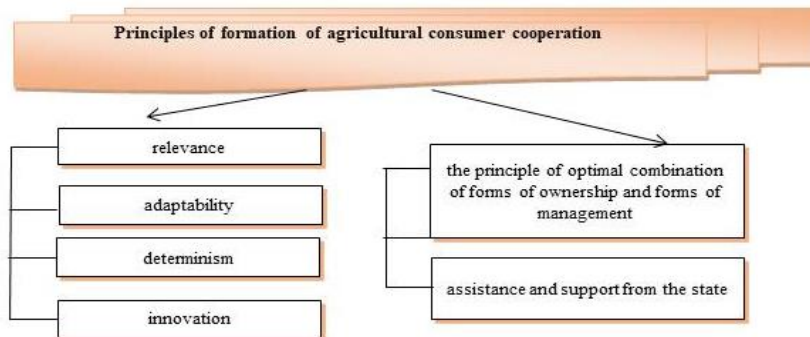 Principles of formation of agricultural consumer cooperation
relevance
adaptability
determinism
innovation
the principle of optimal combination
of forms of ownership and forms of
management
assistance and support from the state